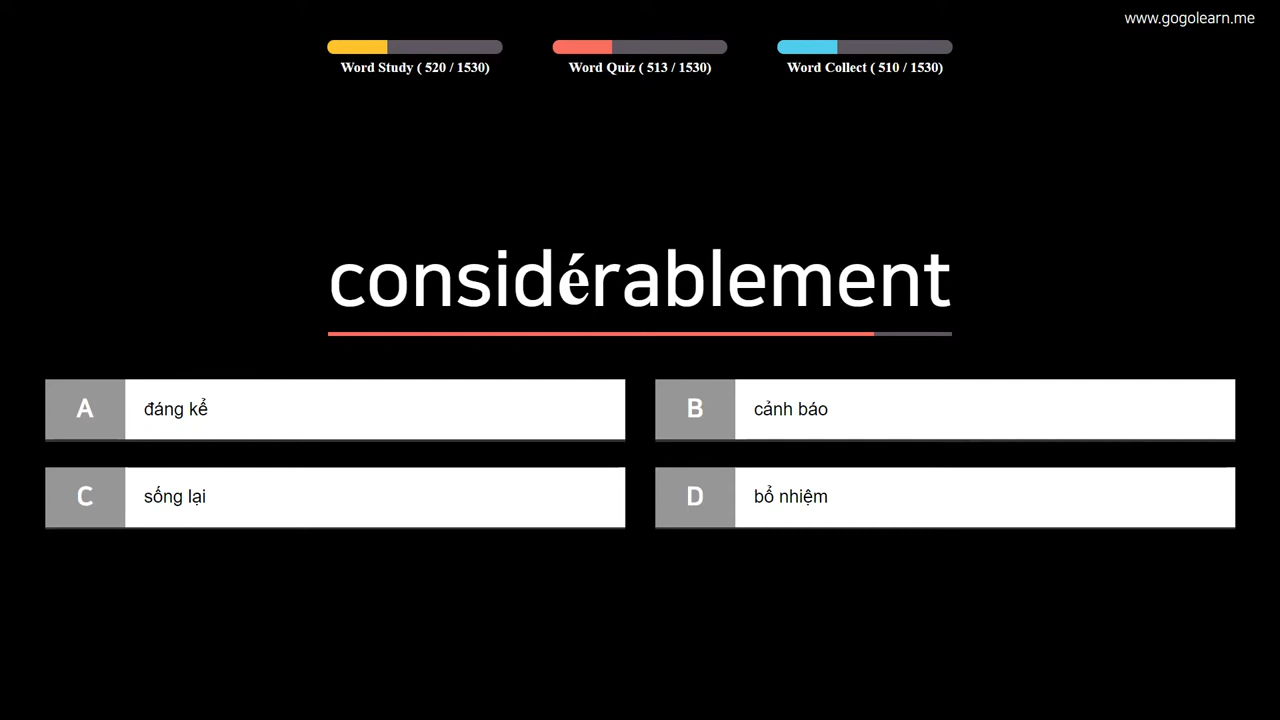 www.gogolearn.me
Word Study ( 520 / 1530)
Word Quiz ( 513 / 1530)
Word Collect ( 510 / 1530)
considérablement
A
đáng kể
B
cảnh báo
C
sống lại
D
bổ nhiệm